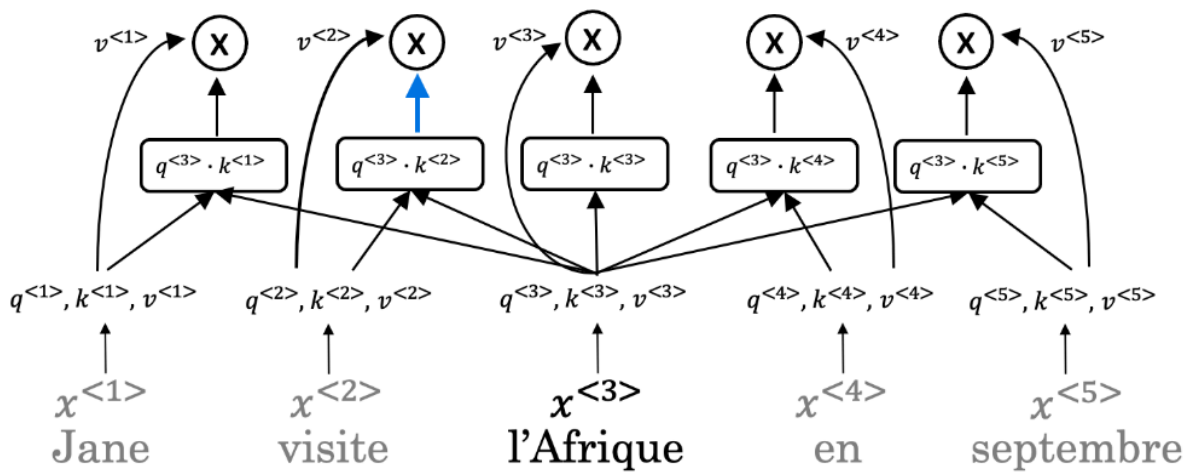 v^{<1>} X v^{<2>} X v^{<3>} X X v^{<4>} X v^{<5>}
q^{<3>} · k^{<1>} q^{<3>} · k^{<2>} q^{<3>} · k^{<3>} q^{<3>} · k^{<4>} q^{<3>} · k^{<5>}
q^{<1>}, k^{<1>}, v^{<1>} q^{<2>}, k^{<2>}, v^{<2>} q^{<3>}, k^{<3>}, v^{<3>} q^{<4>}, k^{<4>}, v^{<4>} q^{<5>}, k^{<5>}, v^{<5>}
x^{<1>} x^{<2>} x^{<3>} x^{<4>} x^{<5>}
Jane visite l'Afrique en septembre